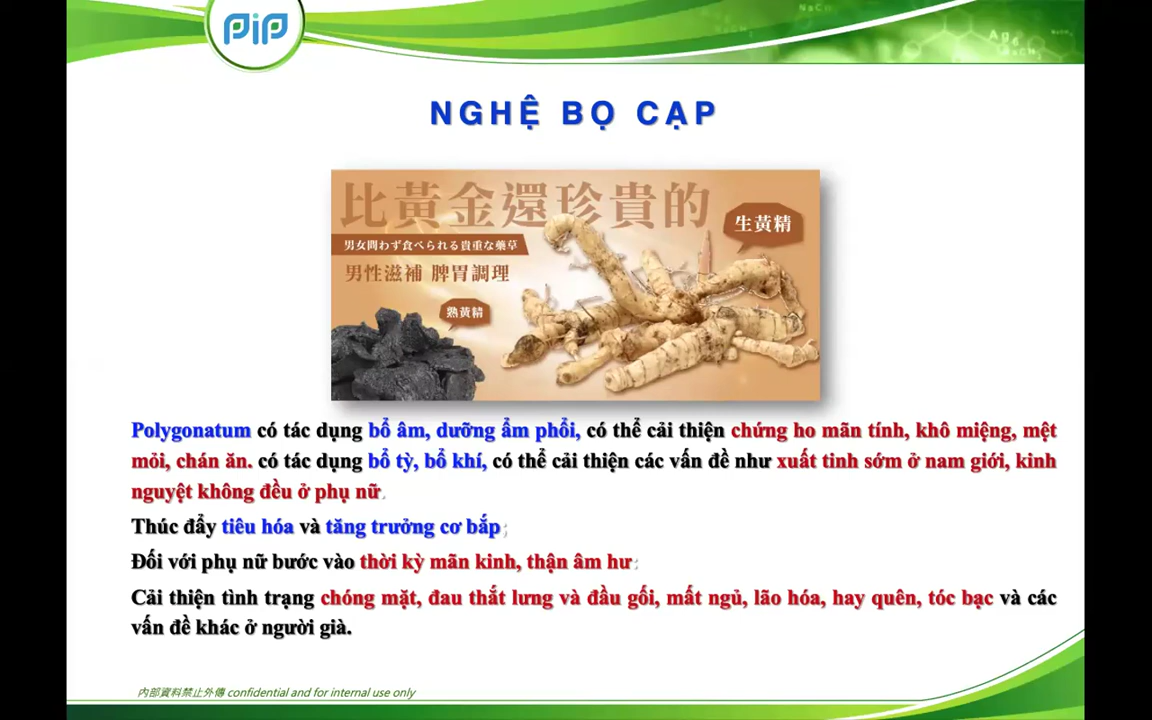 PiP
NaCH
Ag
NGHỆ BỌ CẠP
比黃金還珍貴的
生黃精
男女問わず食べられる貴重な藥草
男性滋補 脾胃調理
熟黃精
Polygonatum có tác dụng bổ âm, dưỡng ẩm phổi, có thể cải thiện chứng ho mãn tính, khô miệng, mệt
mỏi, chán ăn. có tác dụng bổ tỳ, bổ khí, có thể cải thiện các vấn đề như xuất tinh sớm ở nam giới, kinh
nguyệt không đều ở phụ nữ.
Thúc đẩy tiêu hóa và tăng trưởng cơ bắp;
Đối với phụ nữ bước vào thời kỳ mãn kinh, thận âm hư;
Cải thiện tình trạng chóng mặt, đau thắt lưng và đầu gối, mất ngủ, lão hóa, hay quên, tóc bạc và các
vấn đề khác ở người già.
內部資料禁止外傳 confidential and for internal use only